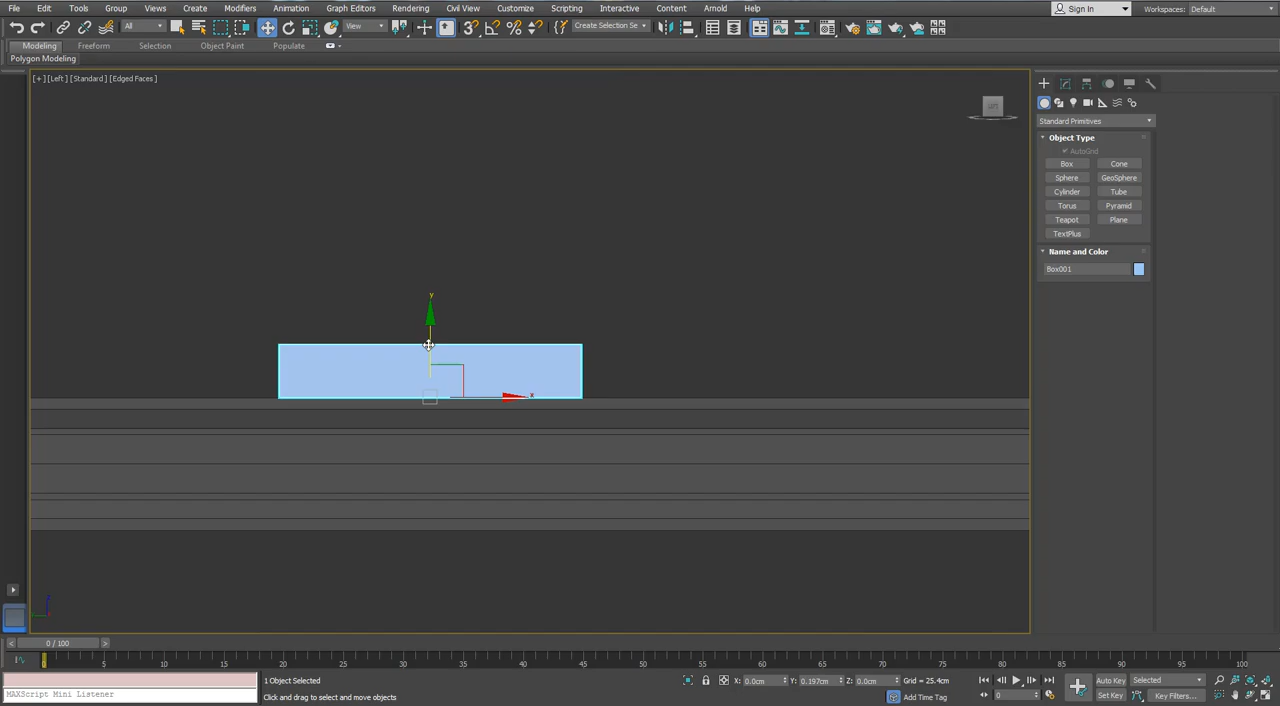 File Edit Tools Group Views Create Modifiers Animation Graph Editors Rendering Civil View Customize Scripting Interactive Content Arnold Help Sign In Workspaces: Default
All View Create Selection Se
Modeling Freeform Selection Object Paint Populate
Polygon Modeling
[+] [Left] [Standard] [Edged Faces]
Standard Primitives
Object Type
AutoGrid
Box Cone
Sphere GeoSphere
Cylinder Tube
Torus Pyramid
Teapot Plane
TextPlus
Name and Color
Box001
y
x
< 0 / 100 >
0 5 10 15 20 25 30 35 40 45 50 55 60 65 70 75 80 85 90 95 100
1 Object Selected X: 0.0cm Y: 0.197cm Z: 0.0cm Grid = 25.4cm Auto Key Selected
MAXScript Mini Listener Click and drag to select and move objects Add Time Tag 0 Set Key Key Filters...